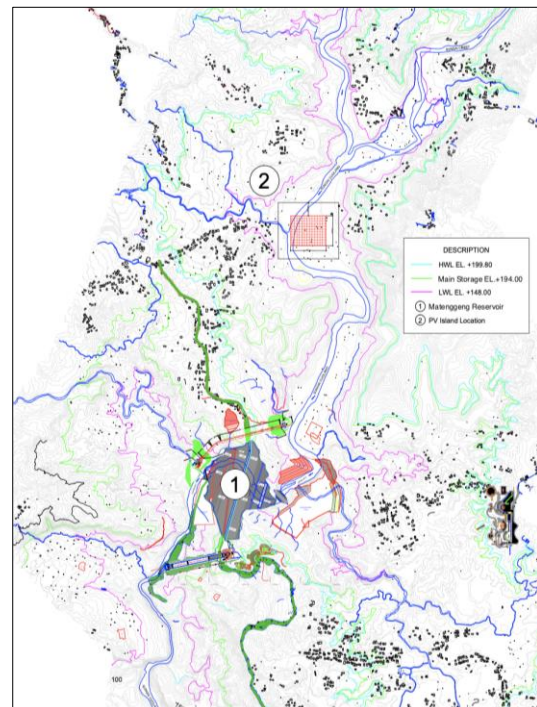 2
DESCRIPTION
HWL EL. +199.80
Main Storage EL.+194.00
LWL EL. +148.00
1 Matenggeng Reservoir
2 PV Island Location
1
100